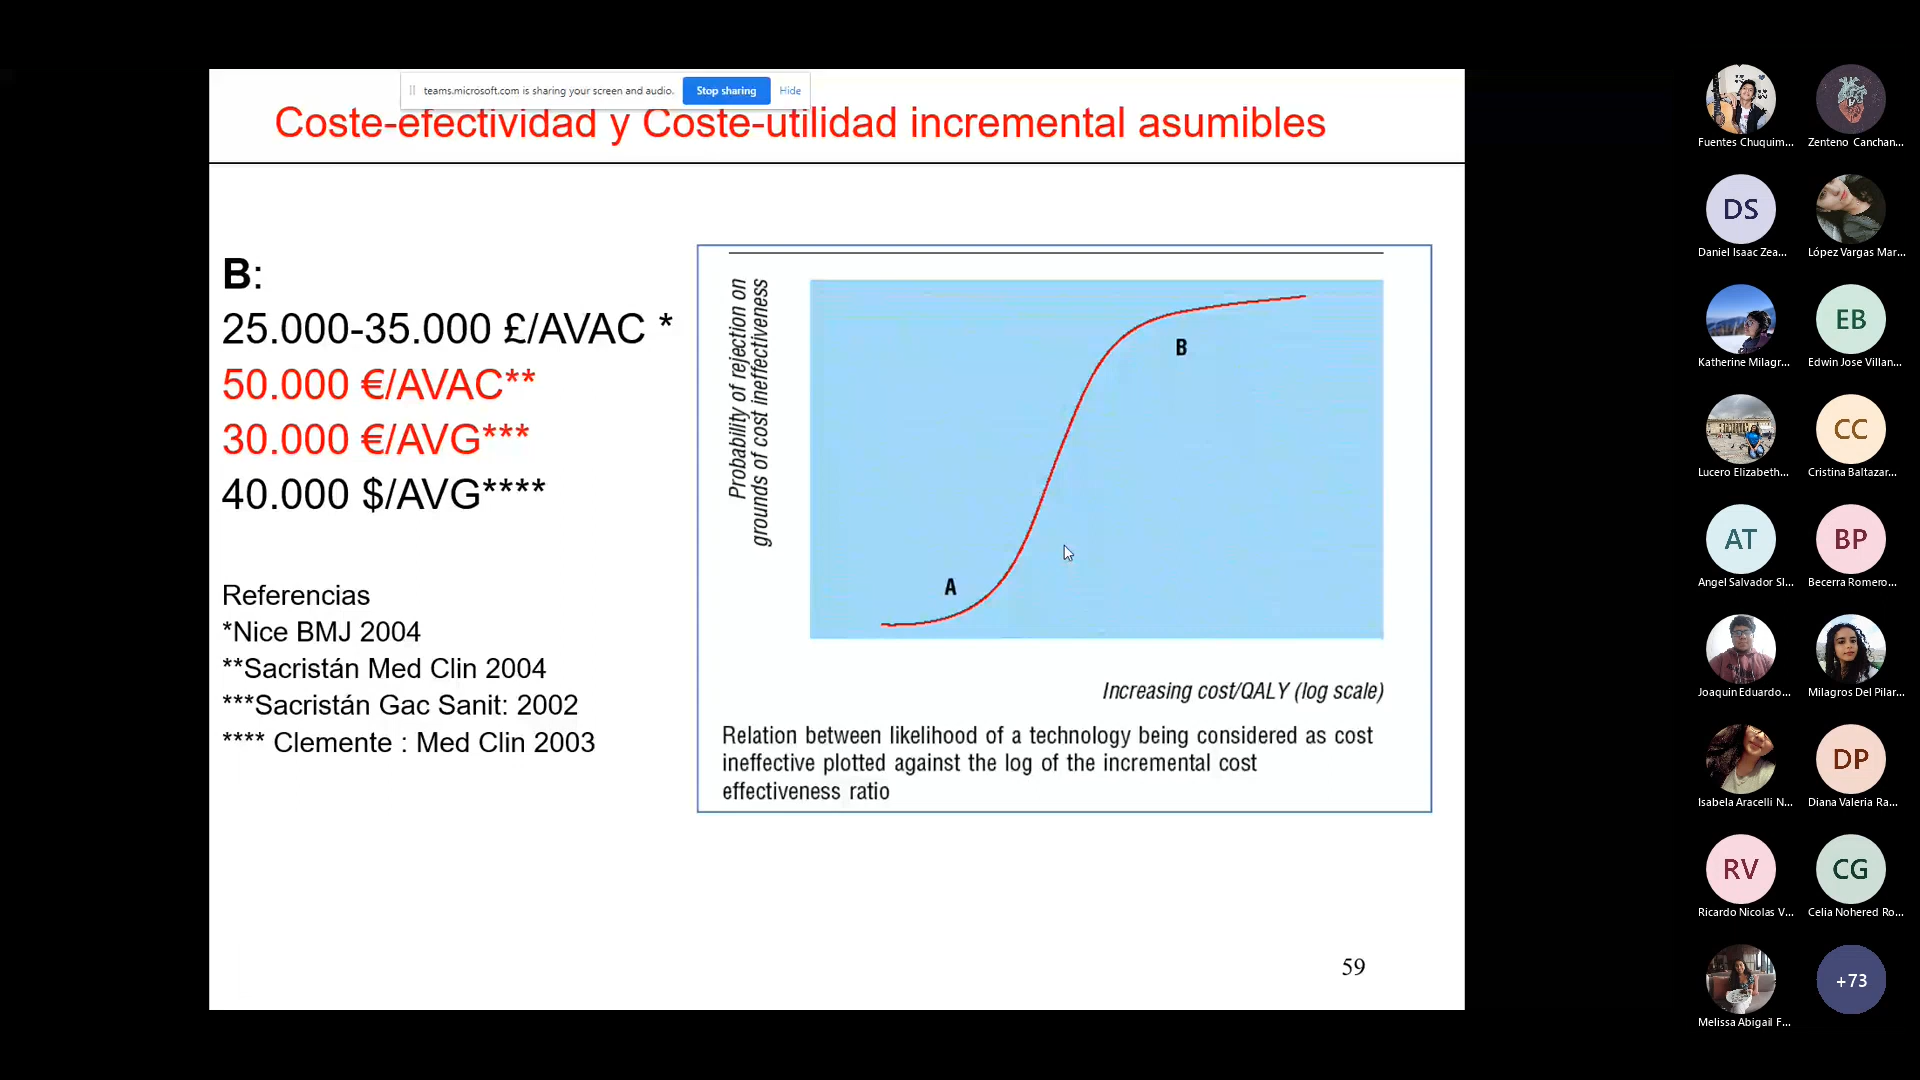 teams.microsoft.com is sharing your screen and audio. Stop sharing Hide
Coste-efectividad y Coste-utilidad incremental asumibles
B:
25.000-35.000 £/AVAC *
50.000 €/AVAC**
30.000 €/AVG***
40.000 $/AVG****
Referencias
*Nice BMJ 2004
**Sacristán Med Clin 2004
***Sacristán Gac Sanit: 2002
**** Clemente : Med Clin 2003
Probability of rejection on
grounds of cost ineffectiveness
A
B
Increasing cost/QALY (log scale)
Relation between likelihood of a technology being considered as cost
ineffective plotted against the log of the incremental cost
effectiveness ratio
59
Fuentes Chuquim... Zenteno Canchan...
DS
Daniel Isaac Zea... López Vargas Mar...
EB
Katherine Milagr... Edwin Jose Villan...
CC
Lucero Elizabeth... Cristina Baltazar...
AT BP
Angel Salvador SI... Becerra Romero...
Joaquin Eduardo... Milagros Del Pilar...
DP
Isabela Aracelli N... Diana Valeria Ra...
RV CG
Ricardo Nicolas V... Celia Nohered Ro...
+73
Melissa Abigail F...